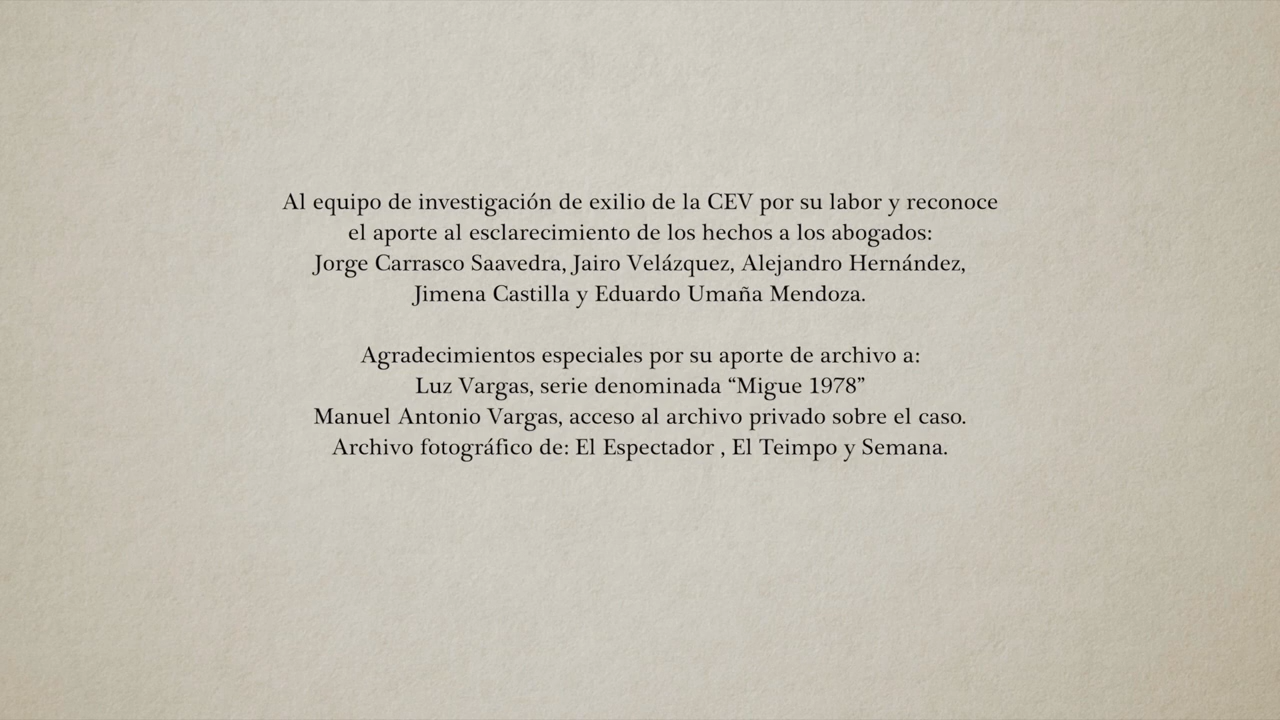 Al equipo de investigación de exilio de la CEV por su labor y reconoce
el aporte al esclarecimiento de los hechos a los abogados:
Jorge Carrasco Saavedra, Jairo Velázquez, Alejandro Hernández,
Jimena Castilla y Eduardo Umaña Mendoza.
Agradecimientos especiales por su aporte de archivo a:
Luz Vargas, serie denominada “Migue 1978”
Manuel Antonio Vargas, acceso al archivo privado sobre el caso.
Archivo fotográfico de: El Espectador , El Teimpo y Semana.